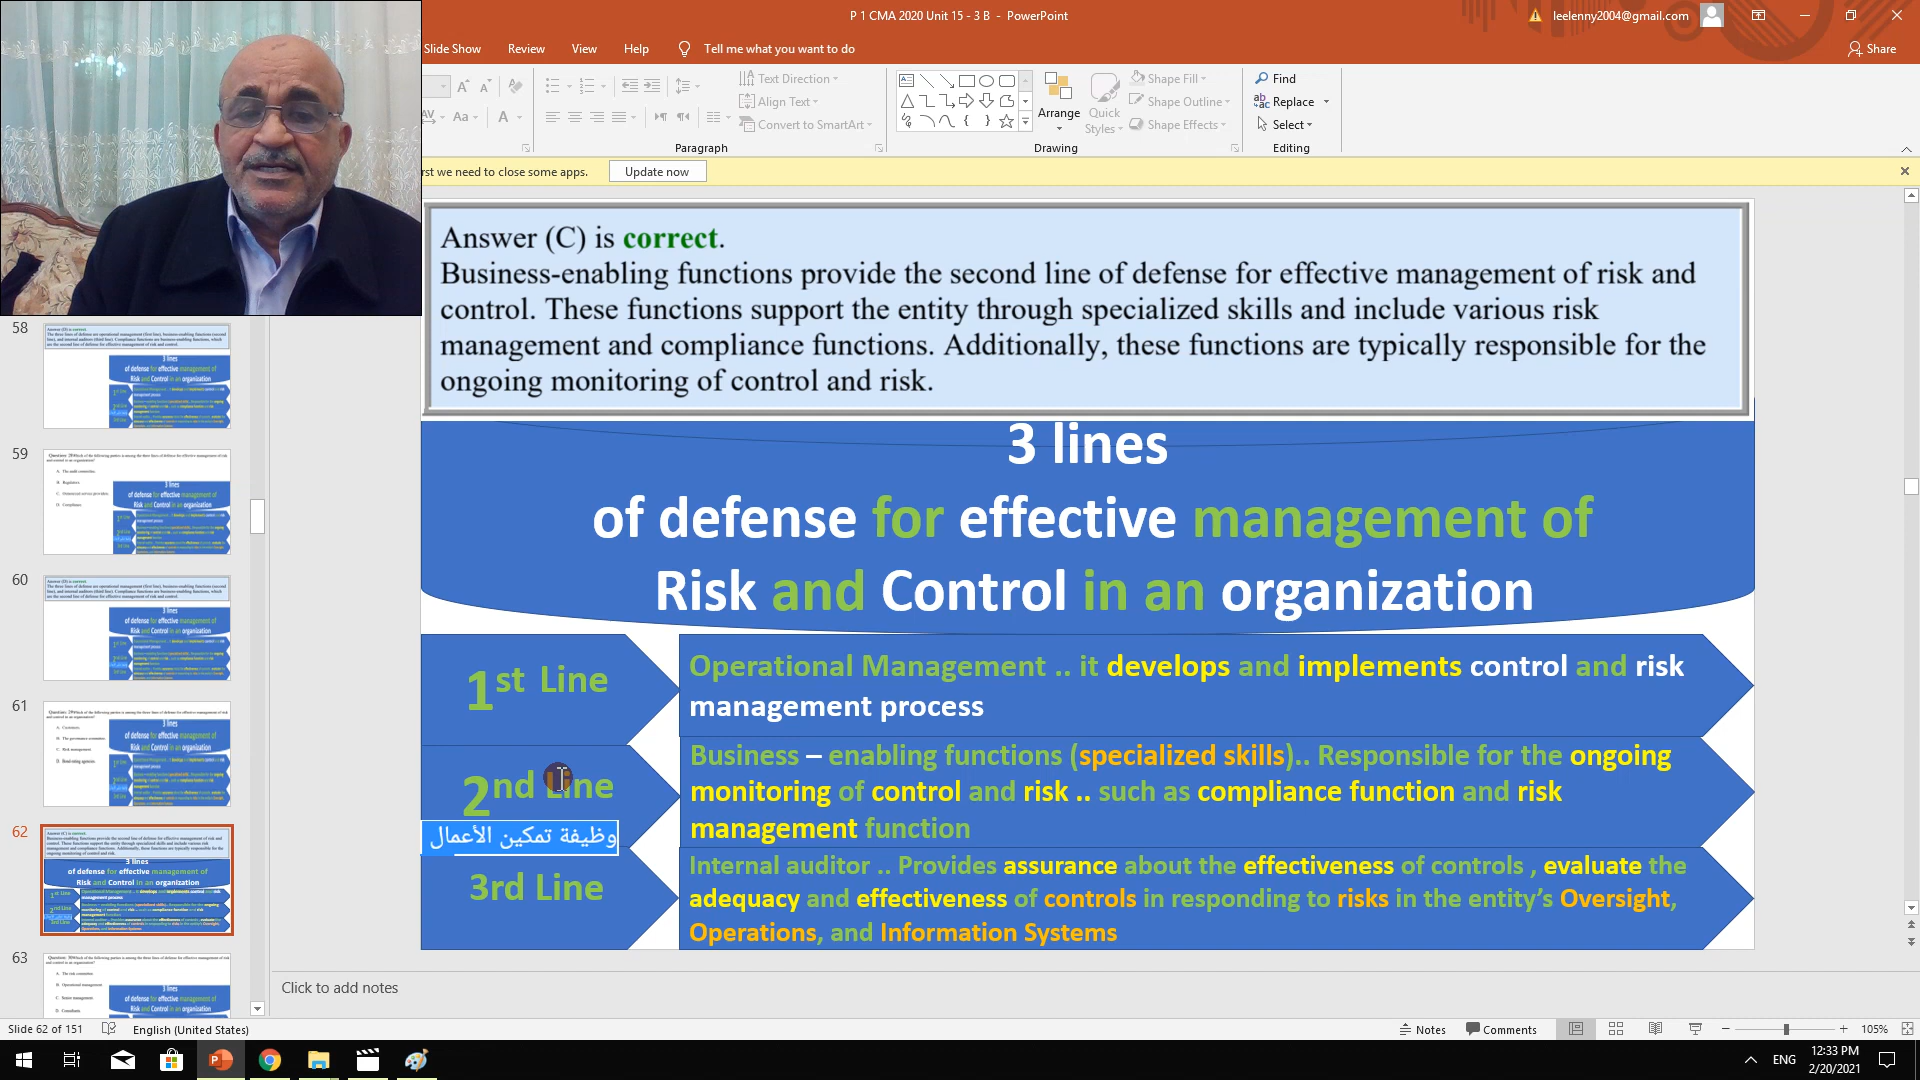 P 1 CMA 2020 Unit 15 - 3 B - PowerPoint
leelenny2004@gmail.com
Slide Show Review View Help Tell me what you want to do
Share
Text Direction
Align Text
Convert to SmartArt
Paragraph
Arrange
Quick
Styles
Shape Fill
Shape Outline
Shape Effects
Drawing
Find
Replace
Select
Editing
rst we need to close some apps.
Update now
Answer (C) is correct.
Business-enabling functions provide the second line of defense for effective management of risk and
control. These functions support the entity through specialized skills and include various risk
management and compliance functions. Additionally, these functions are typically responsible for the
ongoing monitoring of control and risk.
3 lines
of defense for effective management of
Risk and Control in an organization
1st Line
Operational Management .. it develops and implements control and risk
management process
2nd Line
وظيفة تمكين الأعمال
Business – enabling functions (specialized skills).. Responsible for the ongoing
monitoring of control and risk .. such as compliance function and risk
management function
3rd Line
Internal auditor .. Provides assurance about the effectiveness of controls , evaluate the
adequacy and effectiveness of controls in responding to risks in the entity's Oversight,
Operations, and Information Systems
58
59
60
61
62
63
Click to add notes
Slide 62 of 151
English (United States)
Notes
Comments
105%
ENG
12:33 PM
2/20/2021